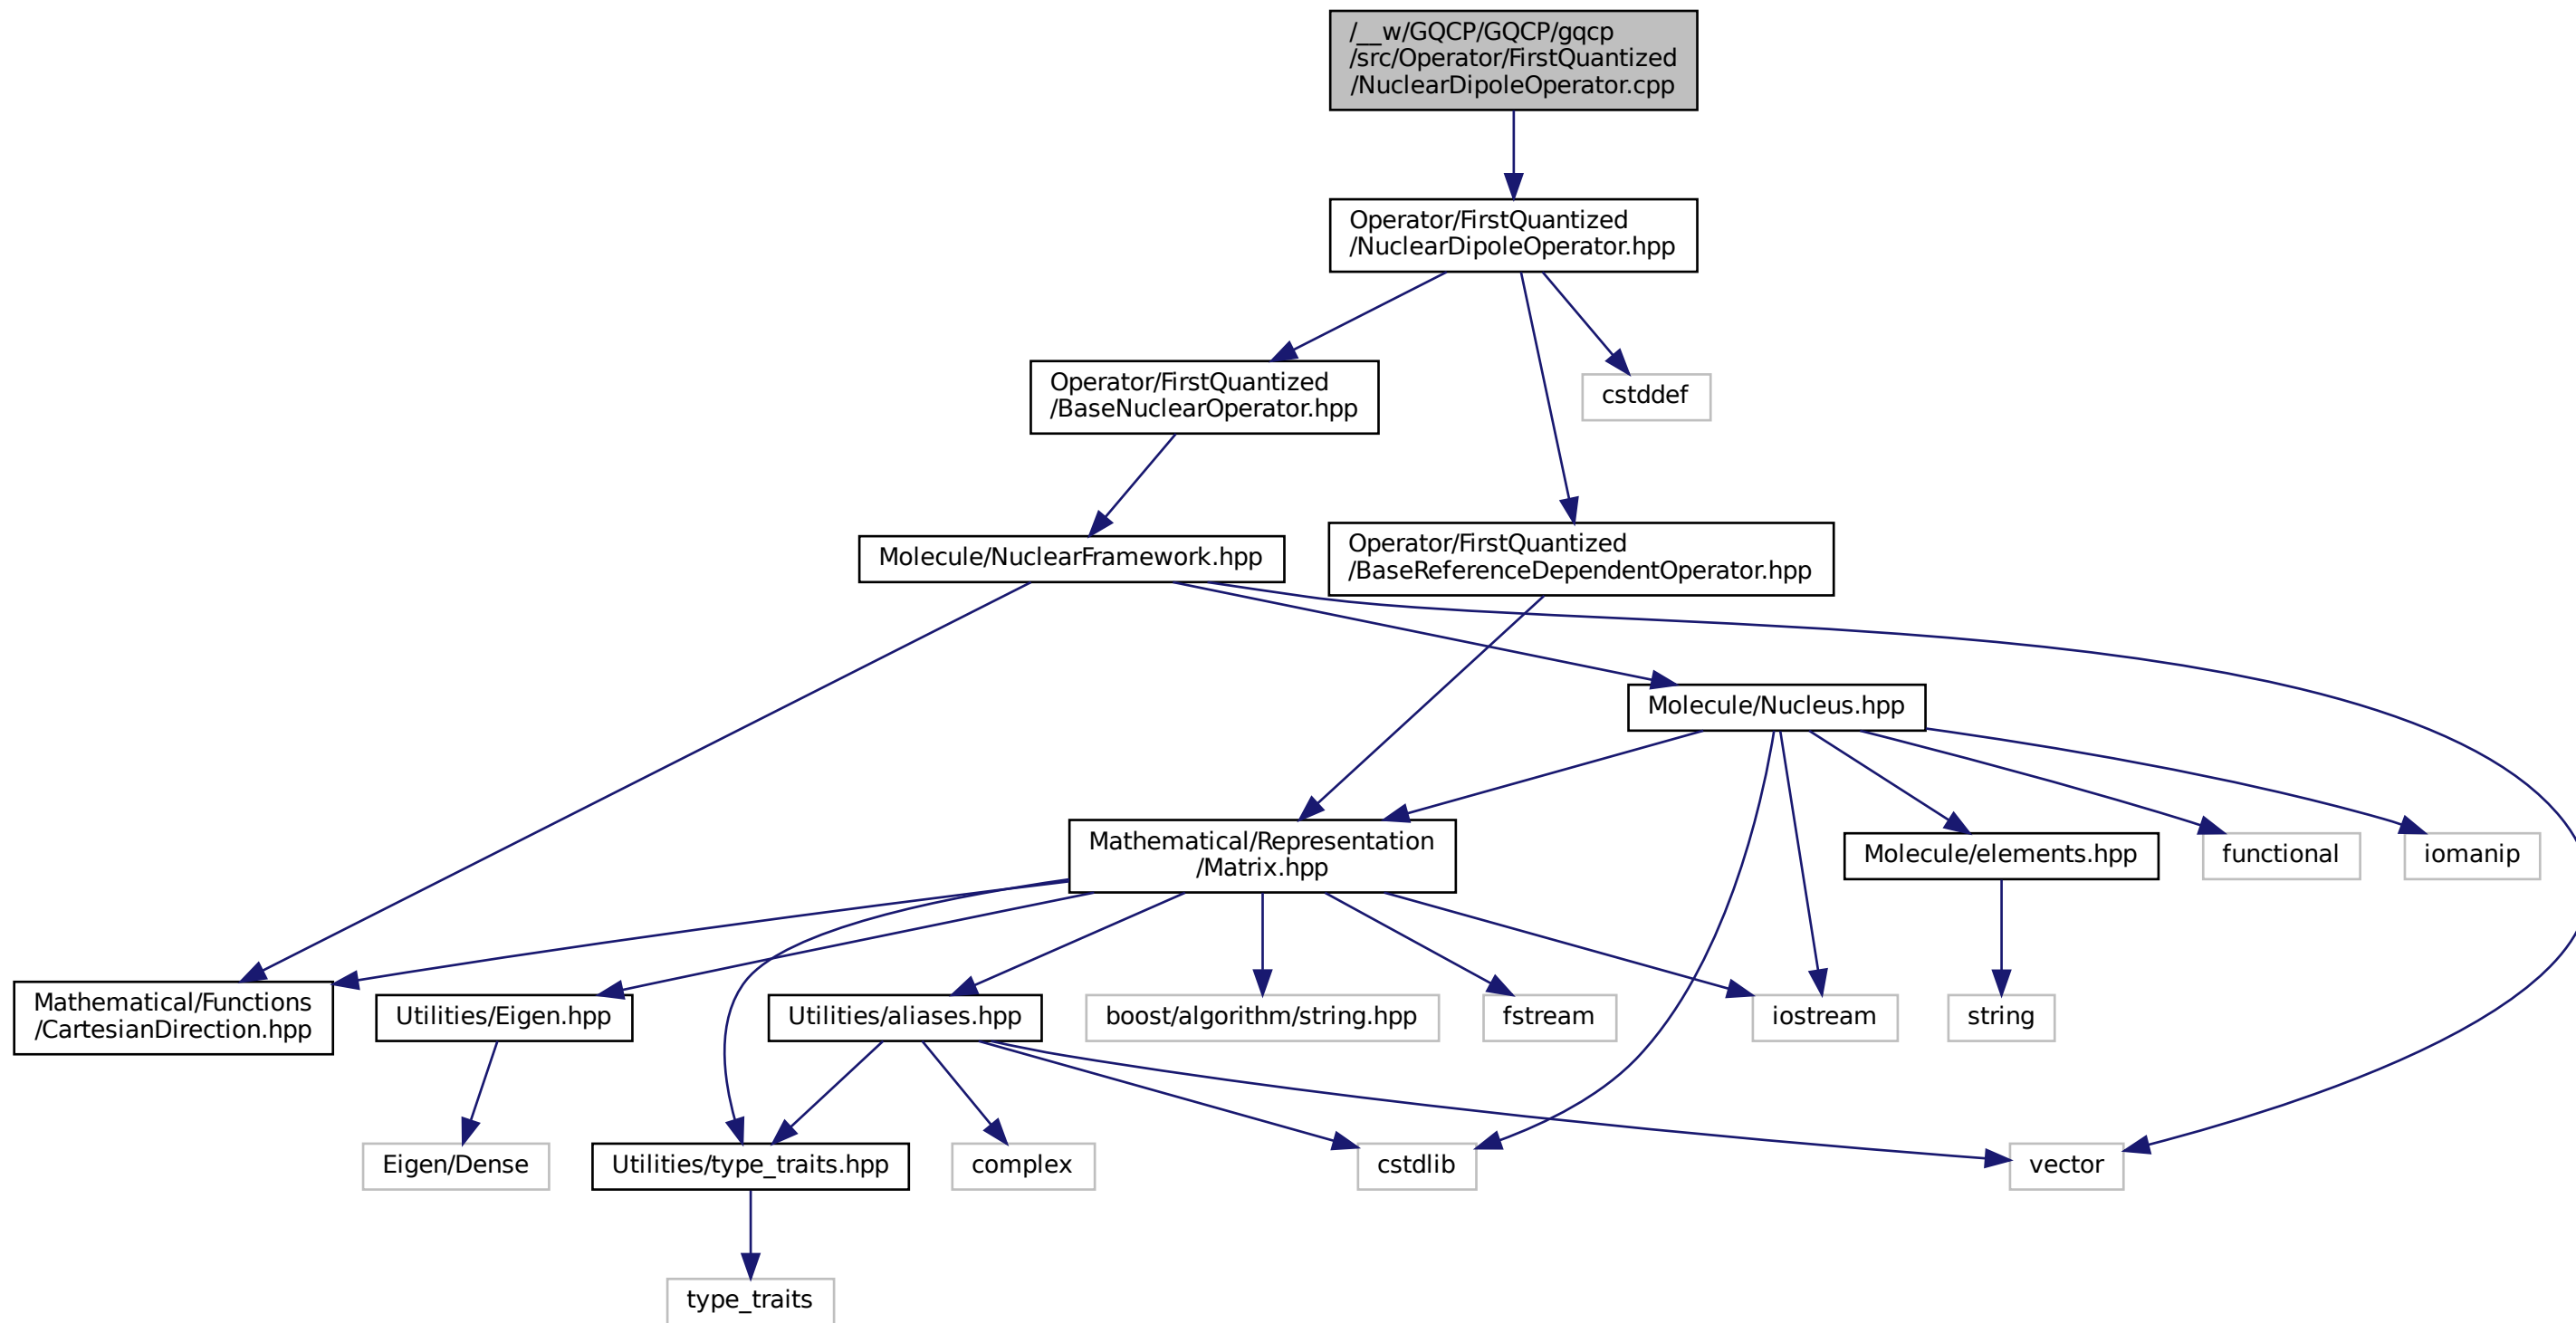 /__w/GQCP/GQCP/gqcp
/src/Operator/FirstQuantized
/NuclearDipoleOperator.cpp
Operator/FirstQuantized
/NuclearDipoleOperator.hpp
Operator/FirstQuantized
/BaseNuclearOperator.hpp
cstddef
Molecule/NuclearFramework.hpp
Operator/FirstQuantized
/BaseReferenceDependentOperator.hpp
Molecule/Nucleus.hpp
Mathematical/Representation
/Matrix.hpp
Molecule/elements.hpp
functional
iomanip
Mathematical/Functions
/CartesianDirection.hpp
Utilities/Eigen.hpp
Utilities/aliases.hpp
boost/algorithm/string.hpp
fstream
iostream
string
Eigen/Dense
Utilities/type_traits.hpp
complex
cstdlib
vector
type_traits